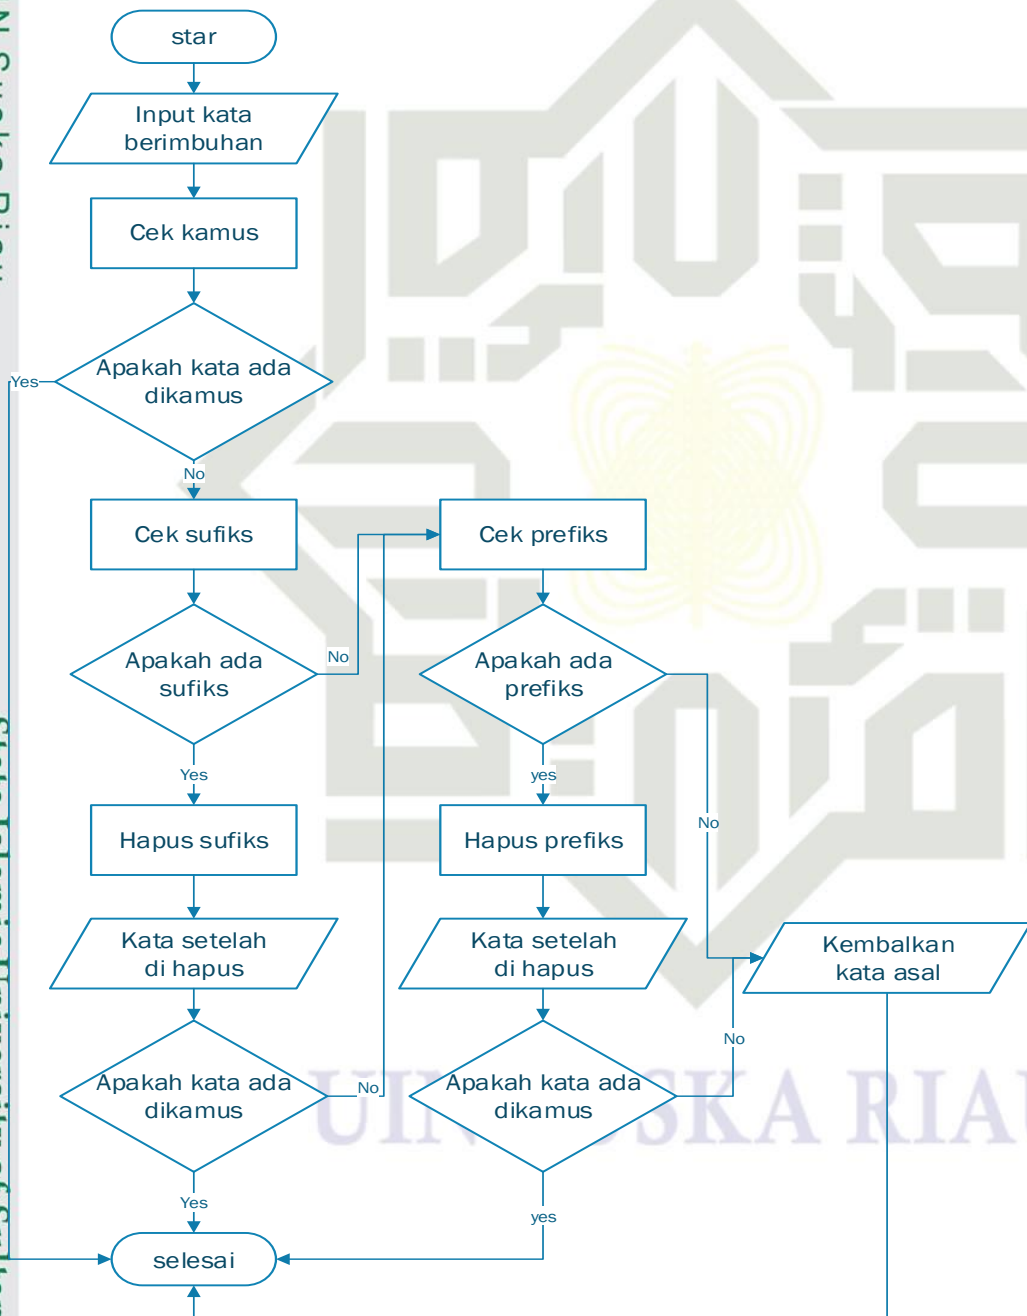 star
Input kata
berimbuhan
Cek kamus
Apakah kata ada
dikamus
Yes
No
Cek sufiks
Cek prefiks
Apakah ada
sufiks
No
Apakah ada
prefiks
Yes
yes
No
Hapus sufiks
Hapus prefiks
Kata setelah
di hapus
Kata setelah
di hapus
Kembalkan
kata asal
No
Apakah kata ada
dikamus
No
Apakah kata ada
dikamus
UIN SUSKA RIAU
Yes
yes
selesai